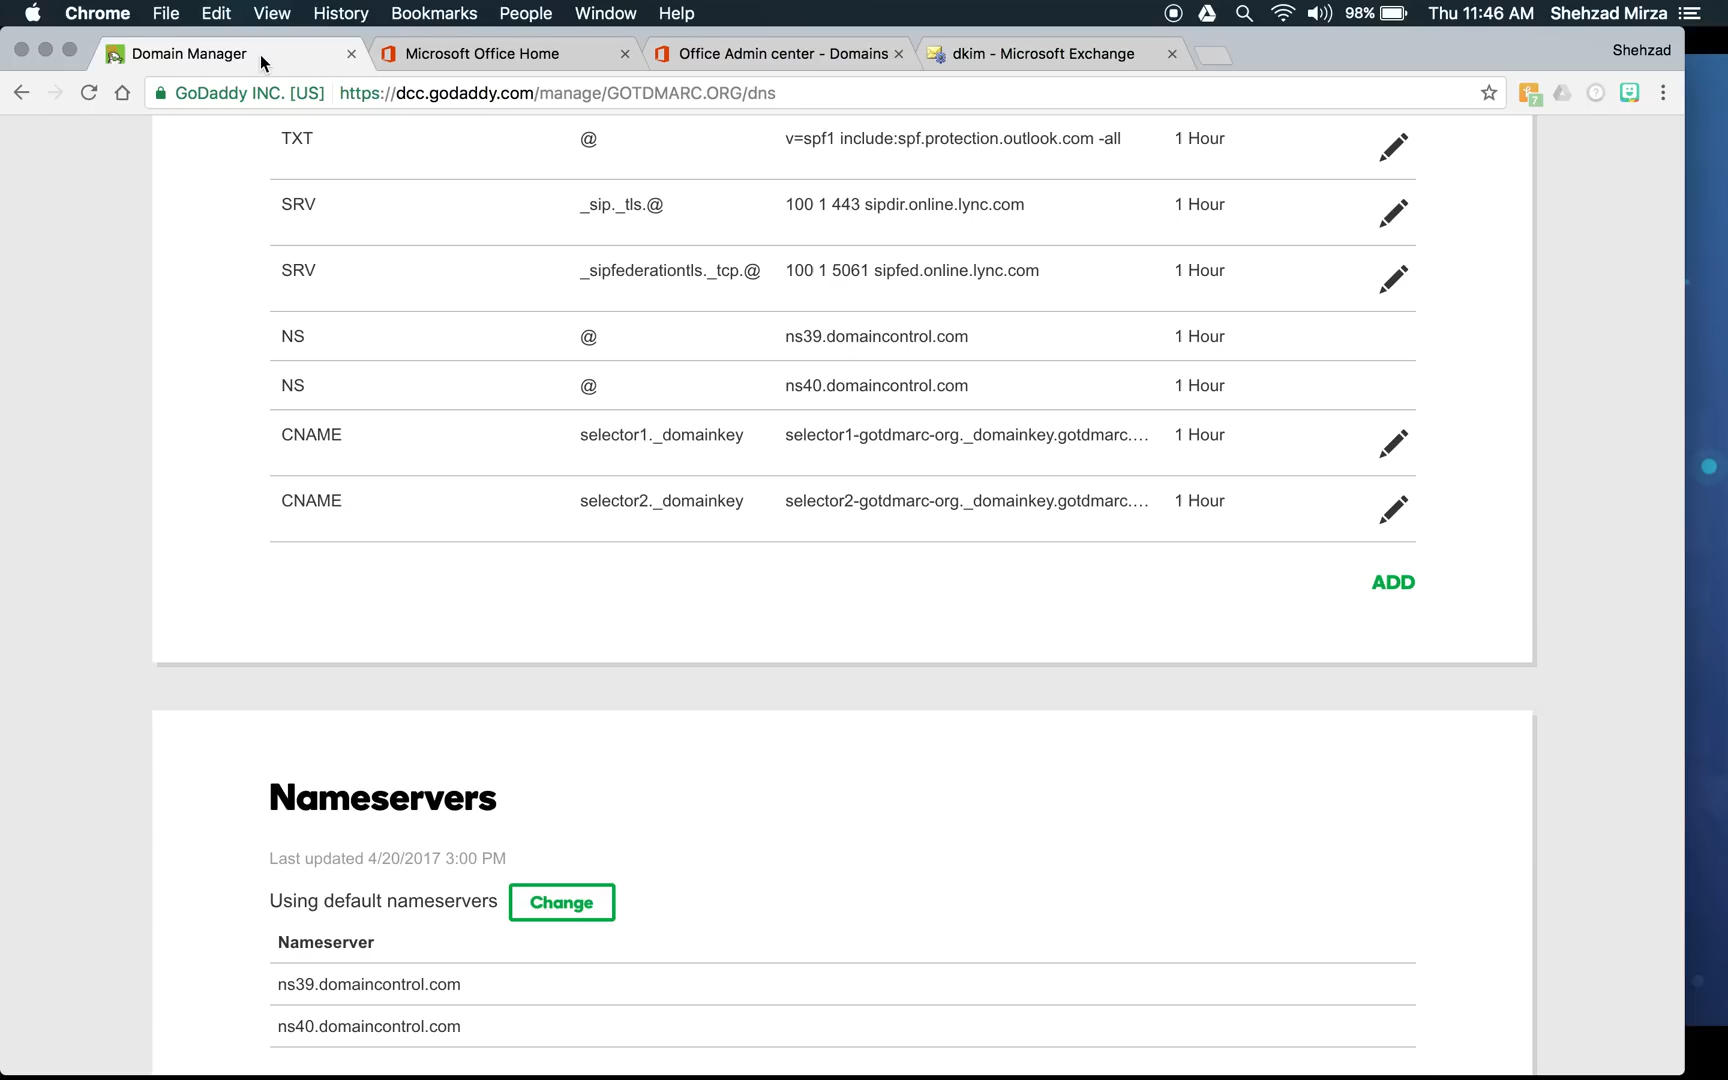 Chrome File Edit View History Bookmarks People Window Help 98% Thu 11:46 AM Shehzad Mirza
Domain Manager Microsoft Office Home Office Admin center - Domains dkim - Microsoft Exchange Shehzad
GoDaddy INC. [US] https://dcc.godaddy.com/manage/GOTDMARC.ORG/dns 7
TXT @ v=spf1 include:spf.protection.outlook.com -all 1 Hour
SRV _sip._tls.@ 100 1 443 sipdir.online.lync.com 1 Hour
SRV _sipfederationtls._tcp.@ 100 1 5061 sipfed.online.lync.com 1 Hour
NS @ ns39.domaincontrol.com 1 Hour
NS @ ns40.domaincontrol.com 1 Hour
CNAME selector1._domainkey selector1-gotdmarc-org._domainkey.gotdmarc.... 1 Hour
CNAME selector2._domainkey selector2-gotdmarc-org._domainkey.gotdmarc.... 1 Hour
ADD
Nameservers
Last updated 4/20/2017 3:00 PM
Using default nameservers Change
Nameserver
ns39.domaincontrol.com
ns40.domaincontrol.com